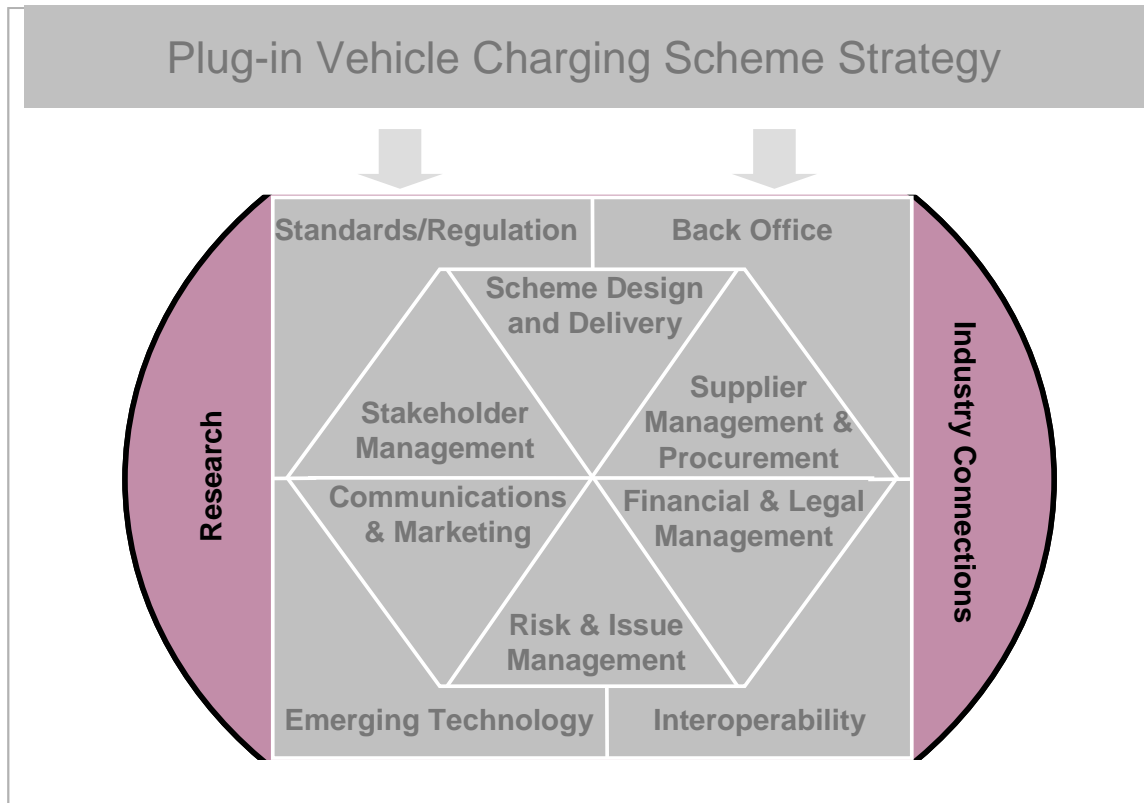 Plug-in Vehicle Charging Scheme Strategy
Standards/Regulation
Back Office
Scheme Design
and Delivery
Stakeholder
Management
Supplier
Management &
Procurement
Research
Industry Connections
Communications
& Marketing
Financial & Legal
Management
Risk & Issue
Management
Emerging Technology
Interoperability